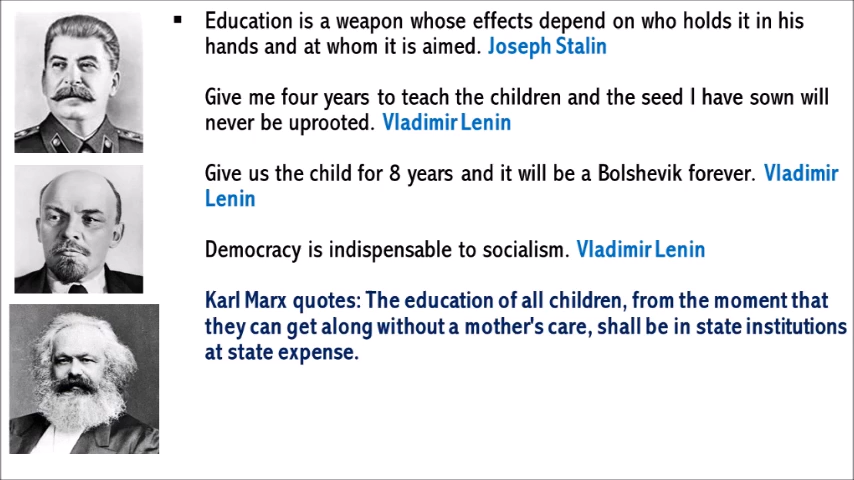 ▪ Education is a weapon whose effects depend on who holds it in his
hands and at whom it is aimed. Joseph Stalin
Give me four years to teach the children and the seed I have sown will
never be uprooted. Vladimir Lenin
Give us the child for 8 years and it will be a Bolshevik forever. Vladimir
Lenin
Democracy is indispensable to socialism. Vladimir Lenin
Karl Marx quotes: The education of all children, from the moment that
they can get along without a mother's care, shall be in state institutions
at state expense.